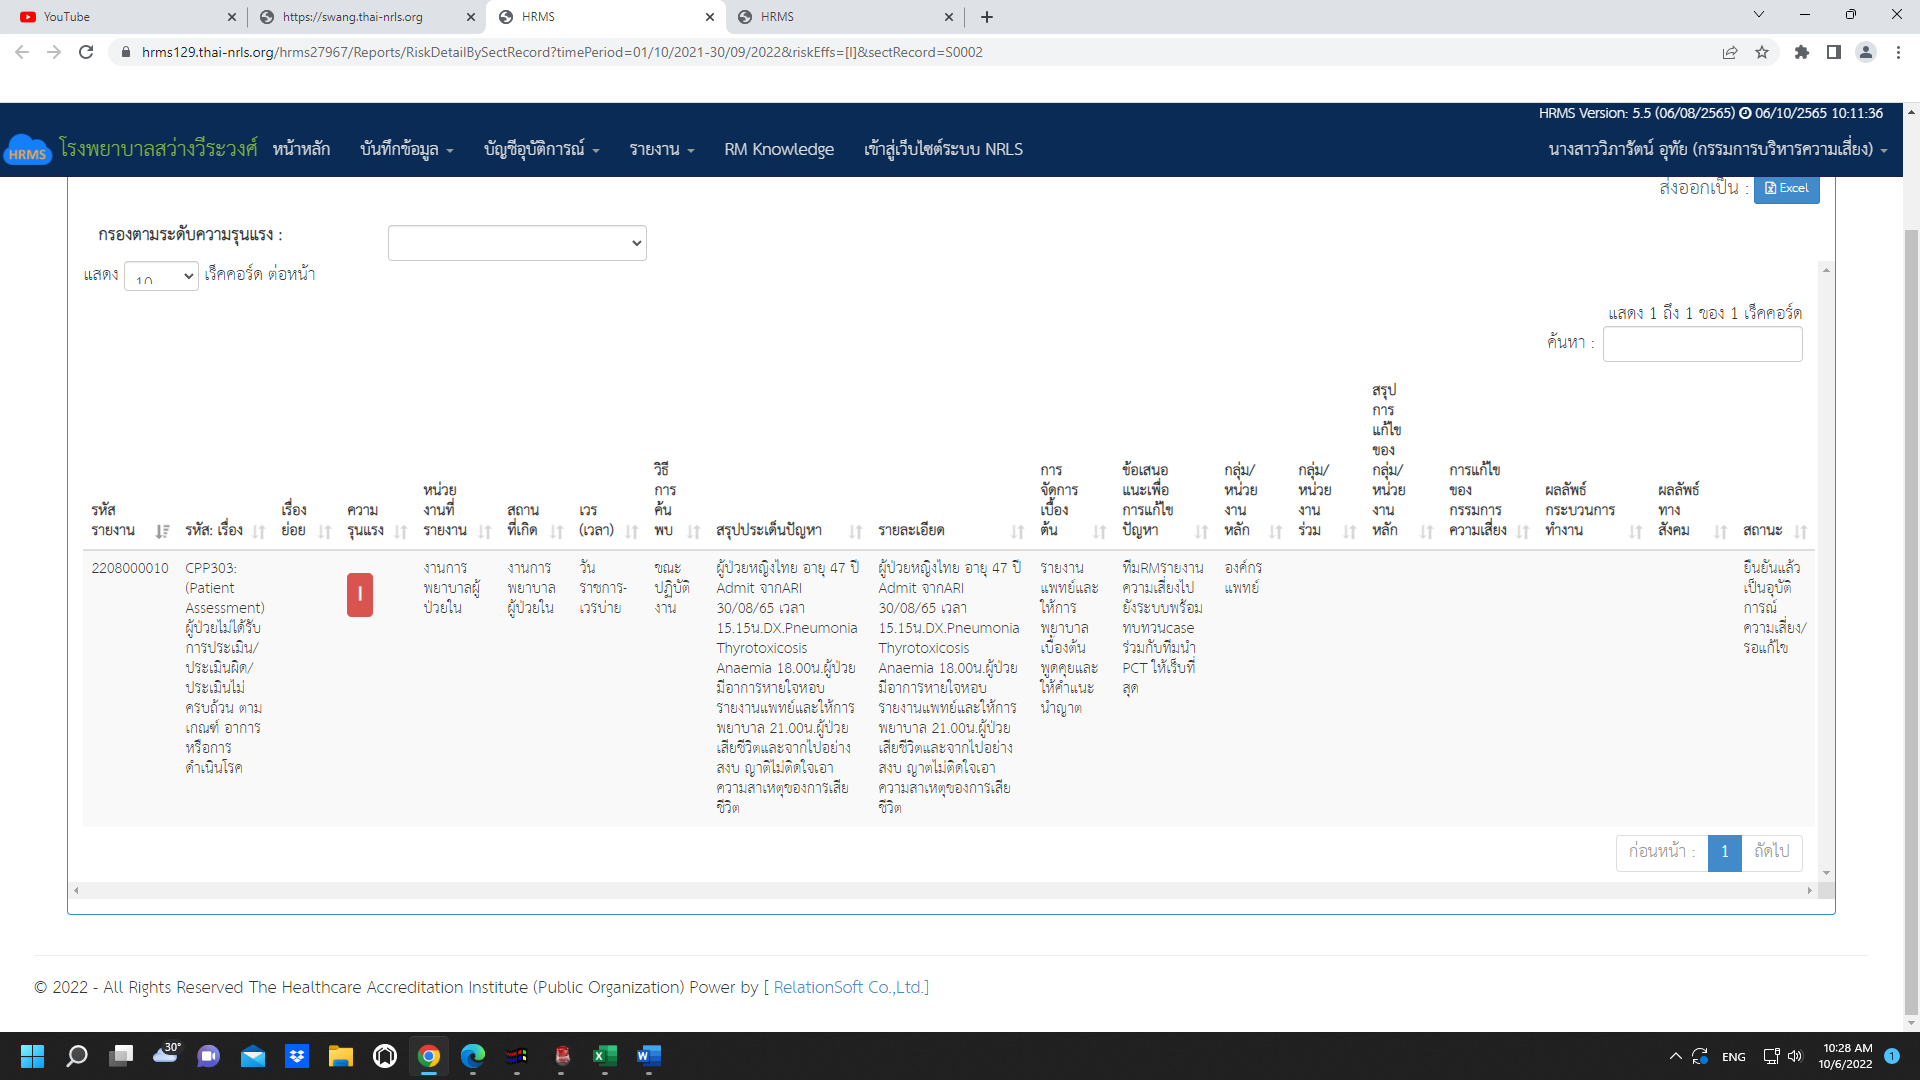 YouTube
https://swang.thai-nrls.org
HRMS
HRMS
hrms129.thai-nrls.org/hrms27967/Reports/RiskDetailBySectRecord?timePeriod=01/10/2021-30/09/2022&riskEffs=[I]&sectRecord=S0002
HRMS Version: 5.5 (06/08/2565) 06/10/2565 10:11:36
HRMS โรงพยาบาลสว่างวีระวงศ์ หน้าหลัก บันทึกข้อมูล บัญชีอุบัติการณ์ รายงาน RM Knowledge เข้าสู่เว็บไซต์ระบบ NRLS นางสาววิภารัตน์ อุทัย (กรรมการบริหารความเสี่ยง)
ส่งออกเป็น : Excel
กรองตามระดับความรุนแรง :
แสดง 10 เร็คคอร์ด ต่อหน้า
แสดง 1 ถึง 1 ของ 1 เร็คคอร์ด
ค้นหา :
รหัส
รายงาน
รหัส: เรื่อง
เรื่อง
ย่อย
ความ
รุนแรง
หน่วย
งานที่
รายงาน
สถาน
ที่เกิด
เวร
(เวลา)
วิธี
การ
ค้น
พบ
สรุปประเด็นปัญหา
รายละเอียด
การ
จัดการ
เบื้อง
ต้น
ข้อเสนอ
แนะเพื่อ
การแก้ไข
ปัญหา
กลุ่ม/
หน่วย
งาน
หลัก
กลุ่ม/
หน่วย
งาน
ร่วม
สรุป
การ
แก้ไข
ของ
กลุ่ม/
หน่วย
งาน
หลัก
การแก้ไข
ของ
กรรมการ
ความเสี่ยง
ผลลัพธ์
กระบวนการ
ทำงาน
ผลลัพธ์
ทาง
สังคม
สถานะ
2208000010
CPP303:
(Patient
Assessment)
ผู้ป่วยไม่ได้รับ
การประเมิน/
ประเมินผิด/
ประเมินไม่
ครบถ้วน ตาม
เกณฑ์ อาการ
หรือการ
ดำเนินโรค
I
งานการ
พยาบาลผู้
ป่วยใน
งานการ
พยาบาล
ผู้ป่วยใน
วัน
ราชการ-
เวรบ่าย
ขณะ
ปฏิบัติ
งาน
ผู้ป่วยหญิงไทย อายุ 47 ปี
Admit จากARI
30/08/65 เวลา
15.15น.DX.Pneumonia
Thyrotoxicosis
Anaemia 18.00น.ผู้ป่วย
มีอาการหายใจหอบ
รายงานแพทย์และให้การ
พยาบาล 21.00น.ผู้ป่วย
เสียชีวิตและจากไปอย่าง
สงบ ญาติไม่ติดใจเอา
ความสาเหตุของการเสีย
ชีวิต
ผู้ป่วยหญิงไทย อายุ 47 ปี
Admit จากARI
30/08/65 เวลา
15.15น.DX.Pneumonia
Thyrotoxicosis
Anaemia 18.00น.ผู้ป่วย
มีอาการหายใจหอบ
รายงานแพทย์และให้การ
พยาบาล 21.00น.ผู้ป่วย
เสียชีวิตและจากไปอย่าง
สงบ ญาตไม่ติดใจเอา
ความสาเหตุของการเสีย
ชีวิต
รายงาน
แพทย์และ
ให้การ
พยาบาล
เบื้องต้น
พูดคุยและ
ให้คำแนะ
นำญาต
ทีมRMรายงาน
ความเสี่ยงไป
ยังระบบพร้อม
ทบทวนcase
ร่วมกับทีมนำ
PCT ให้เร็บที่
สุด
องค์กร
แพทย์
ยืนยันแล้ว
เป็นอุบัติ
การณ์
ความเสี่ยง/
รอแก้ไข
ก่อนหน้า : 1 ถัดไป
© 2022 - All Rights Reserved The Healthcare Accreditation Institute (Public Organization) Power by [ RelationSoft Co.,Ltd.]
30°
ENG
10:28 AM
10/6/2022
1